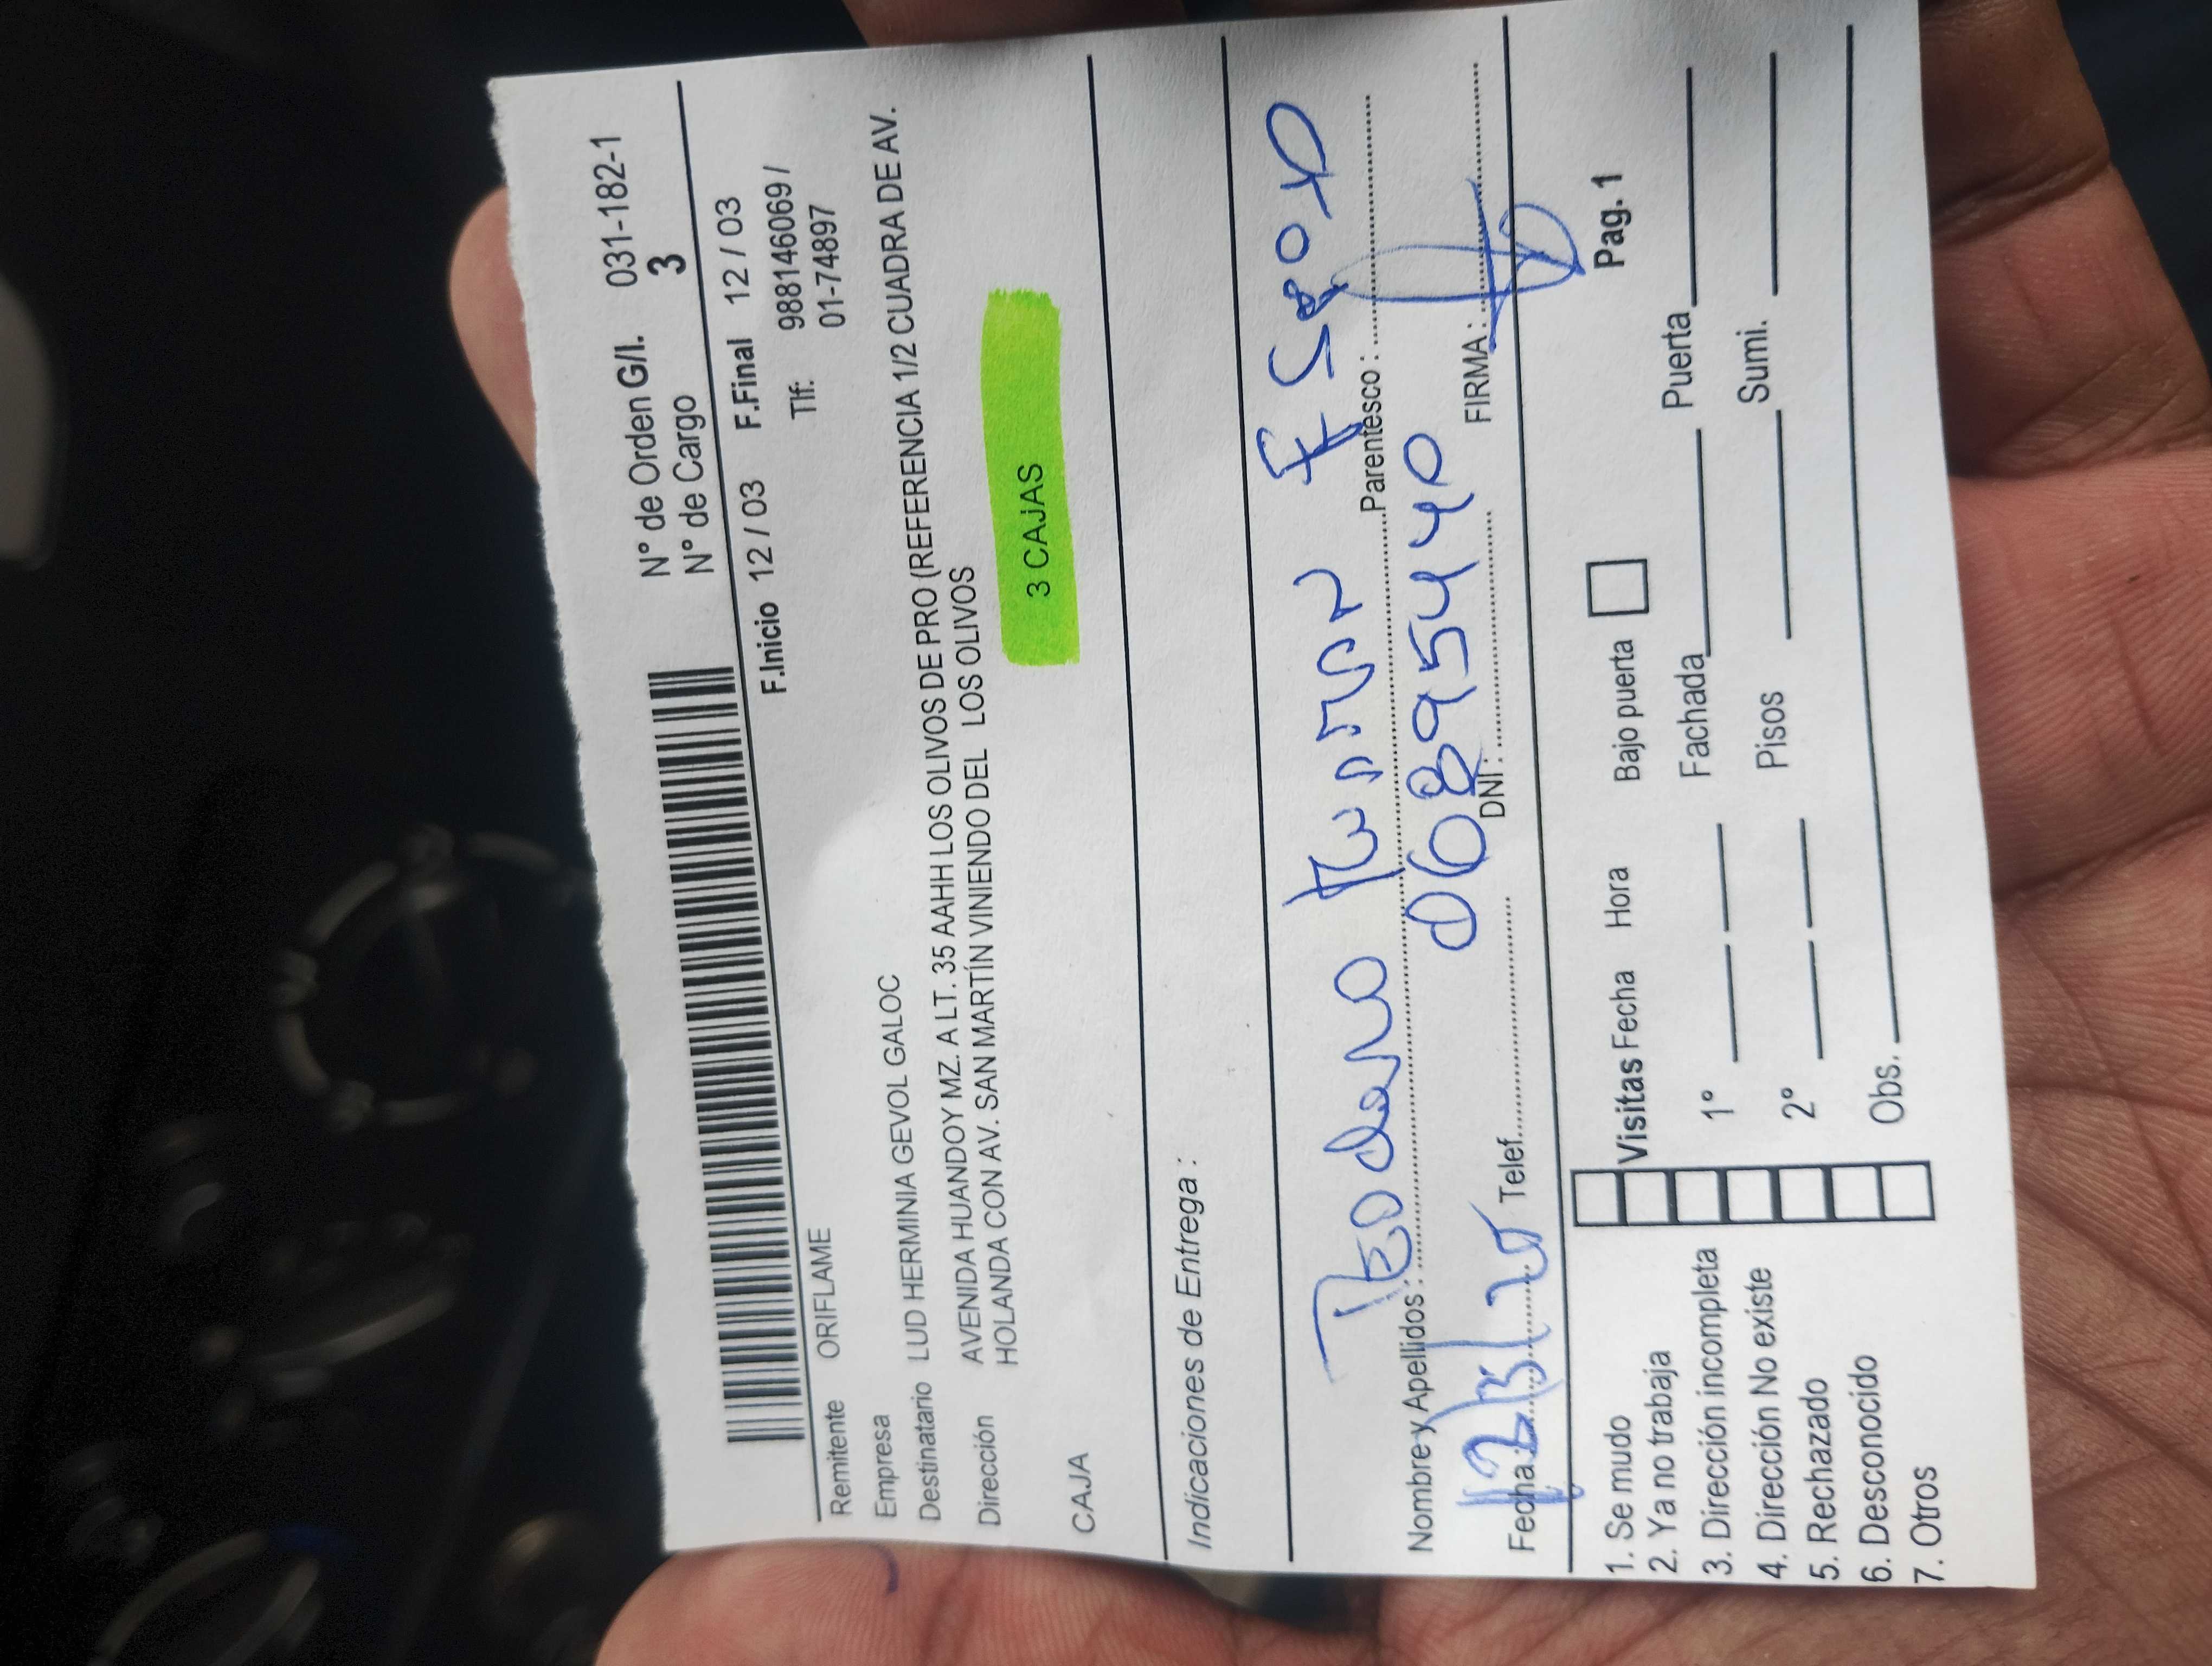 N° de Orden G/I. 031-182-1
N° de Cargo 3
F.Inicio 12 / 03 F.Final 12 / 03
Remitente ORIFLAME Tlf: 988146069 /
01-74897
Empresa
Destinatario LUD HERMINIA GEVOL GALOC
Dirección AVENIDA HUANDOY MZ. A LT. 35 AAHH LOS OLIVOS DE PRO (REFERENCIA 1/2 CUADRA DE AV.
HOLANDA CON AV. SAN MARTÍN VINIENDO DEL LOS OLIVOS
3 CAJAS
CAJA
Indicaciones de Entrega :
Nombre y Apellidos : Parentesco :
06895440
Fecha Telef. DNI : FIRMA :
Pag. 1
1. Se mudo
2. Ya no trabaja Visitas Fecha Hora Bajo puerta
3. Dirección incompleta 1° Fachada Puerta
4. Dirección No existe 2° Pisos Sumi.
5. Rechazado
6. Desconocido Obs.
7. Otros